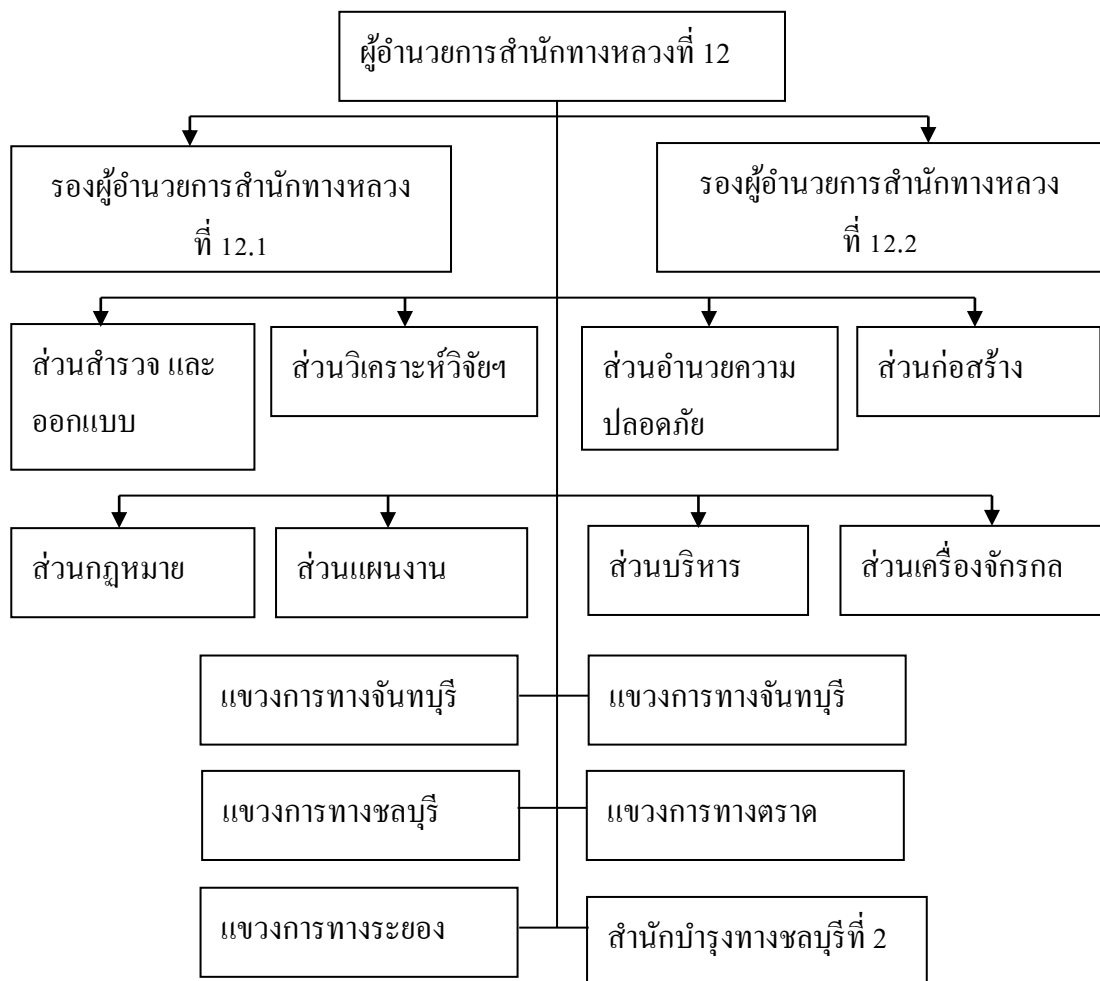 ผู้อำนวยการสำนักทางหลวงที่ 12
รองผู้อำนวยการสำนักทางหลวง
ที่ 12.1
รองผู้อำนวยการสำนักทางหลวง
ที่ 12.2
ส่วนสำรวจ และ
ออกแบบ
ส่วนวิเคราะห์วิจัยฯ
ส่วนอำนวยความ
ปลอดภัย
ส่วนก่อสร้าง
ส่วนกฎหมาย
ส่วนแผนงาน
ส่วนบริหาร
ส่วนเครื่องจักรกล
แขวงการทางจันทบุรี
แขวงการทางจันทบุรี
แขวงการทางชลบุรี
แขวงการทางตราด
แขวงการทางระยอง
สำนักบำรุงทางชลบุรีที่ 2